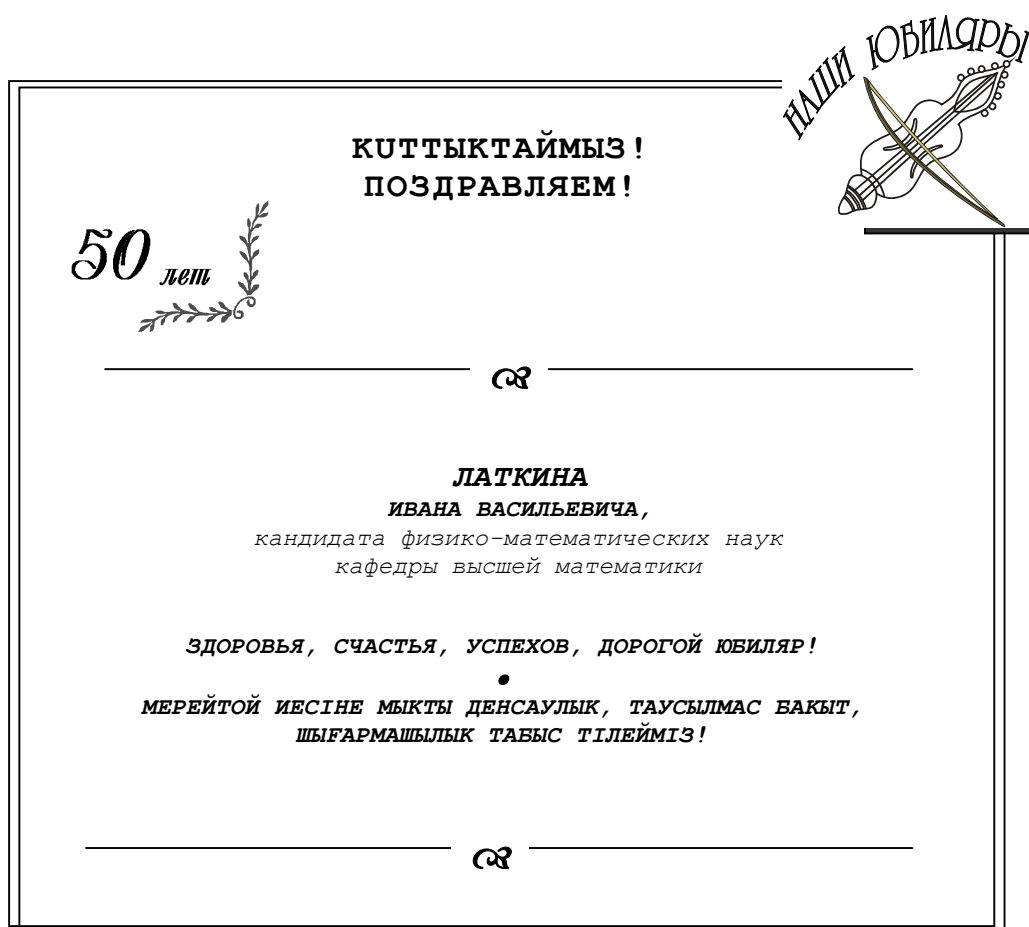 НАШИ ЮБИЛЯРЫ
КUТТЫКТАЙМЫЗ!
ПОЗДРАВЛЯЕМ!
50 лет
ЛАТКИНА
ИВАНА ВАСИЛЬЕВИЧА,
кандидата физико-математических наук
кафедры высшей математики
ЗДОРОВЬЯ, СЧАСТЬЯ, УСПЕХОВ, ДОРОГОЙ ЮБИЛЯР!
•
МЕРЕЙТОЙ ИЕСІНЕ МЫКТЫ ДЕНСАУЛЫК, ТАУСЫЛМАС БАКЫТ,
ШЫҒАРМАШЫЛЫК ТАБЫС ТІЛЕЙМІЗ!